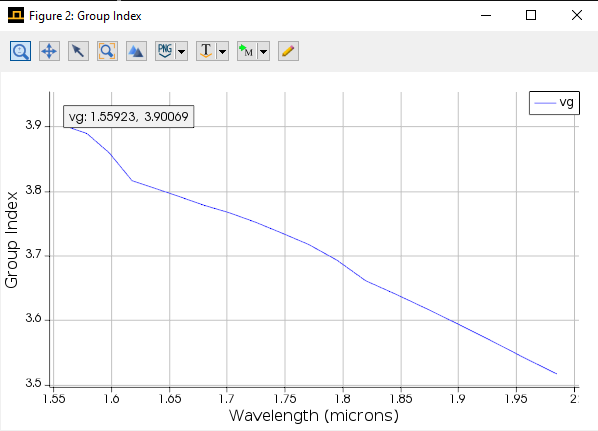 Figure 2: Group Index
PNG T M
vg
vg: 1.55923, 3.90069
3.9
3.8
3.7
3.6
3.5
Group Index
1.55 1.6 1.65 1.7 1.75 1.8 1.85 1.9 1.95 2
Wavelength (microns)